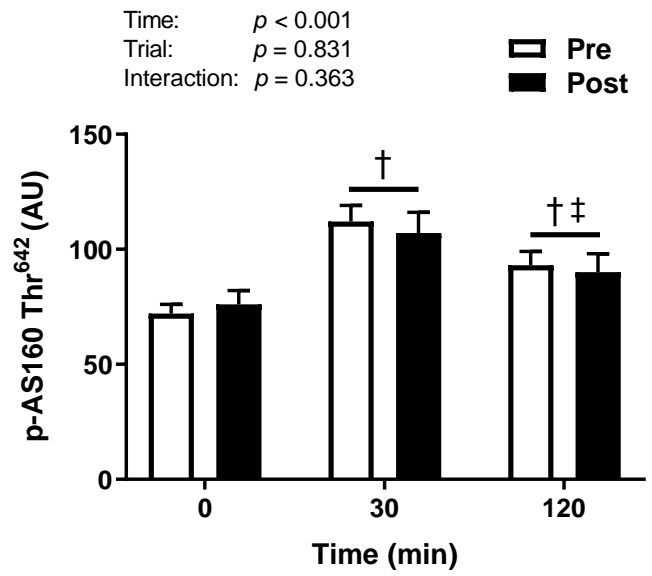 Time: p < 0.001
Trial: p = 0.831
Interaction: p = 0.363
Pre
Post
p-AS160 Thr⁶⁴² (AU)
150
100
50
0
†
† ‡
0 30 120
Time (min)